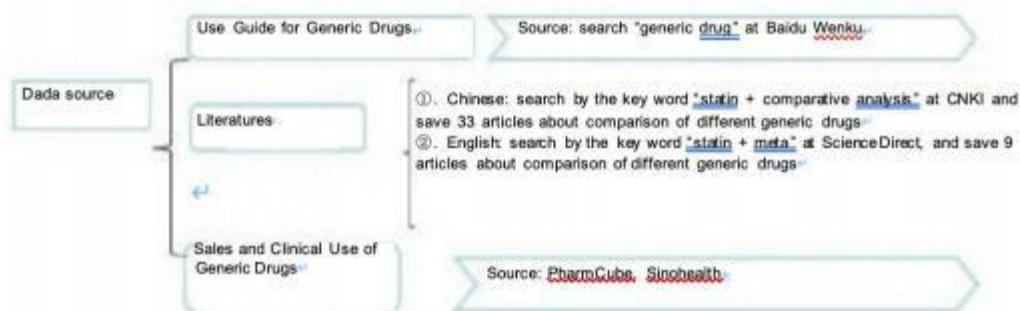 Use Guide for Generic Drugs
Source: search "generic drug" at Baidu Wenku
Dada source
Literatures
①. Chinese: search by the key word "statin + comparative analysis" at CNKI and
save 33 articles about comparison of different generic drugs
②. English: search by the key word "statin + meta" at ScienceDirect, and save 9
articles about comparison of different generic drugs
Sales and Clinical Use of
Generic Drugs
Source: PharmCube, Sinohealth